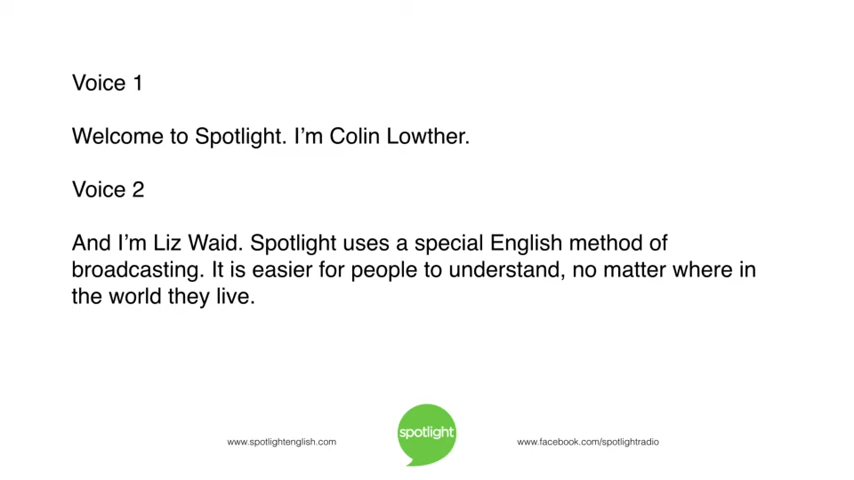 Voice 1
Welcome to Spotlight. I'm Colin Lowther.
Voice 2
And I'm Liz Waid. Spotlight uses a special English method of
broadcasting. It is easier for people to understand, no matter where in
the world they live.
www.spotlightenglish.com
spotlight
www.facebook.com/spotlightradio